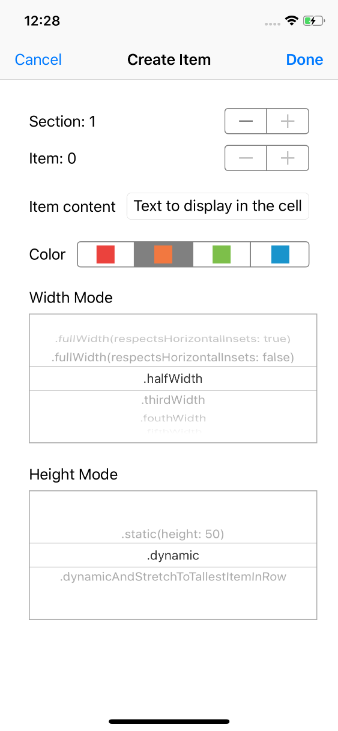 12:28
Cancel
Create Item
Done
Section: 1
Item: 0
Item content
Text to display in the cell
Color
Width Mode
.fullWidth(respectsHorizontalInsets: true)
.fullWidth(respectsHorizontalInsets: false)
.halfWidth
.thirdWidth
.fouthWidth
Height Mode
.static(height: 50)
.dynamic
.dynamicAndStretchToTallestItemInRow